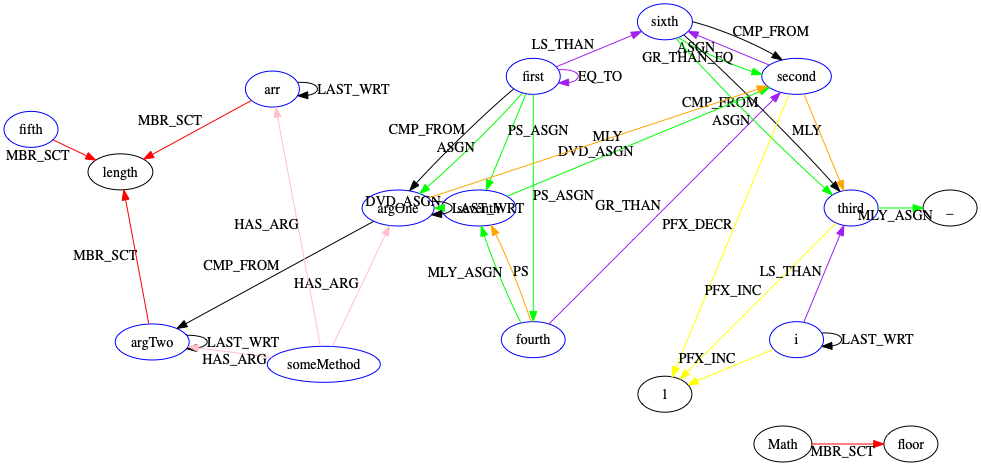 sixth
CMP_FROM
LS_THAN
ASGN
GR_THAN_EQ
first
EQ_TO
second
arr
LAST_WRT
CMP_FROM
MBR_SCT
fifth
CMP_FROM
PS_ASGN
ASGN
MLY
MLY
ASGN
DVD_ASGN
MBR_SCT
length
PS_ASGN
DVD_ASGN
argOne
LAST_WRT
GR_THAN
third
MLY_ASGN
_
HAS_ARG
PFX_DECR
MBR_SCT
CMP_FROM
MLY_ASGN
PS
LS_THAN
HAS_ARG
PFX_INC
argTwo
LAST_WRT
fourth
i
LAST_WRT
HAS_ARG
someMethod
PFX_INC
1
Math
MBR_SCT
floor